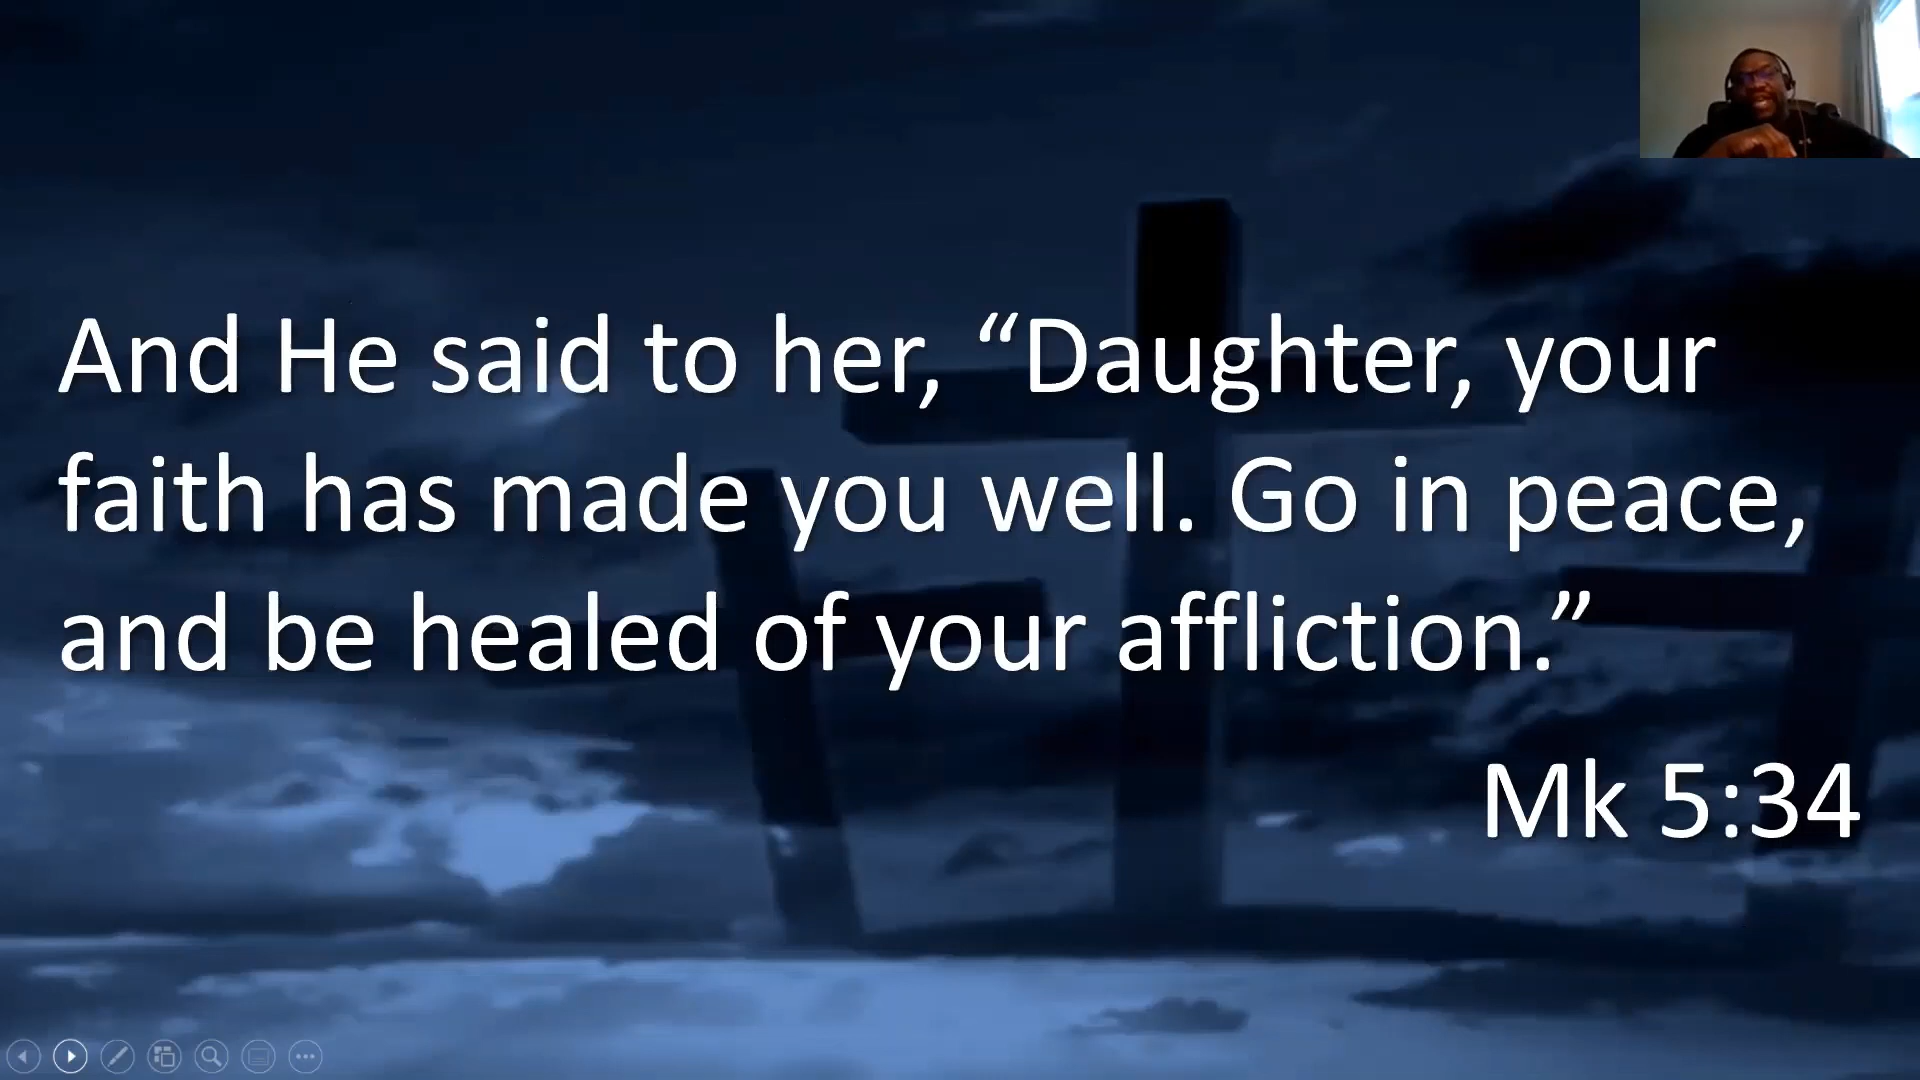 And He said to her, “Daughter, your
faith has made you well. Go in peace,
and be healed of your affliction.”
Mk 5:34